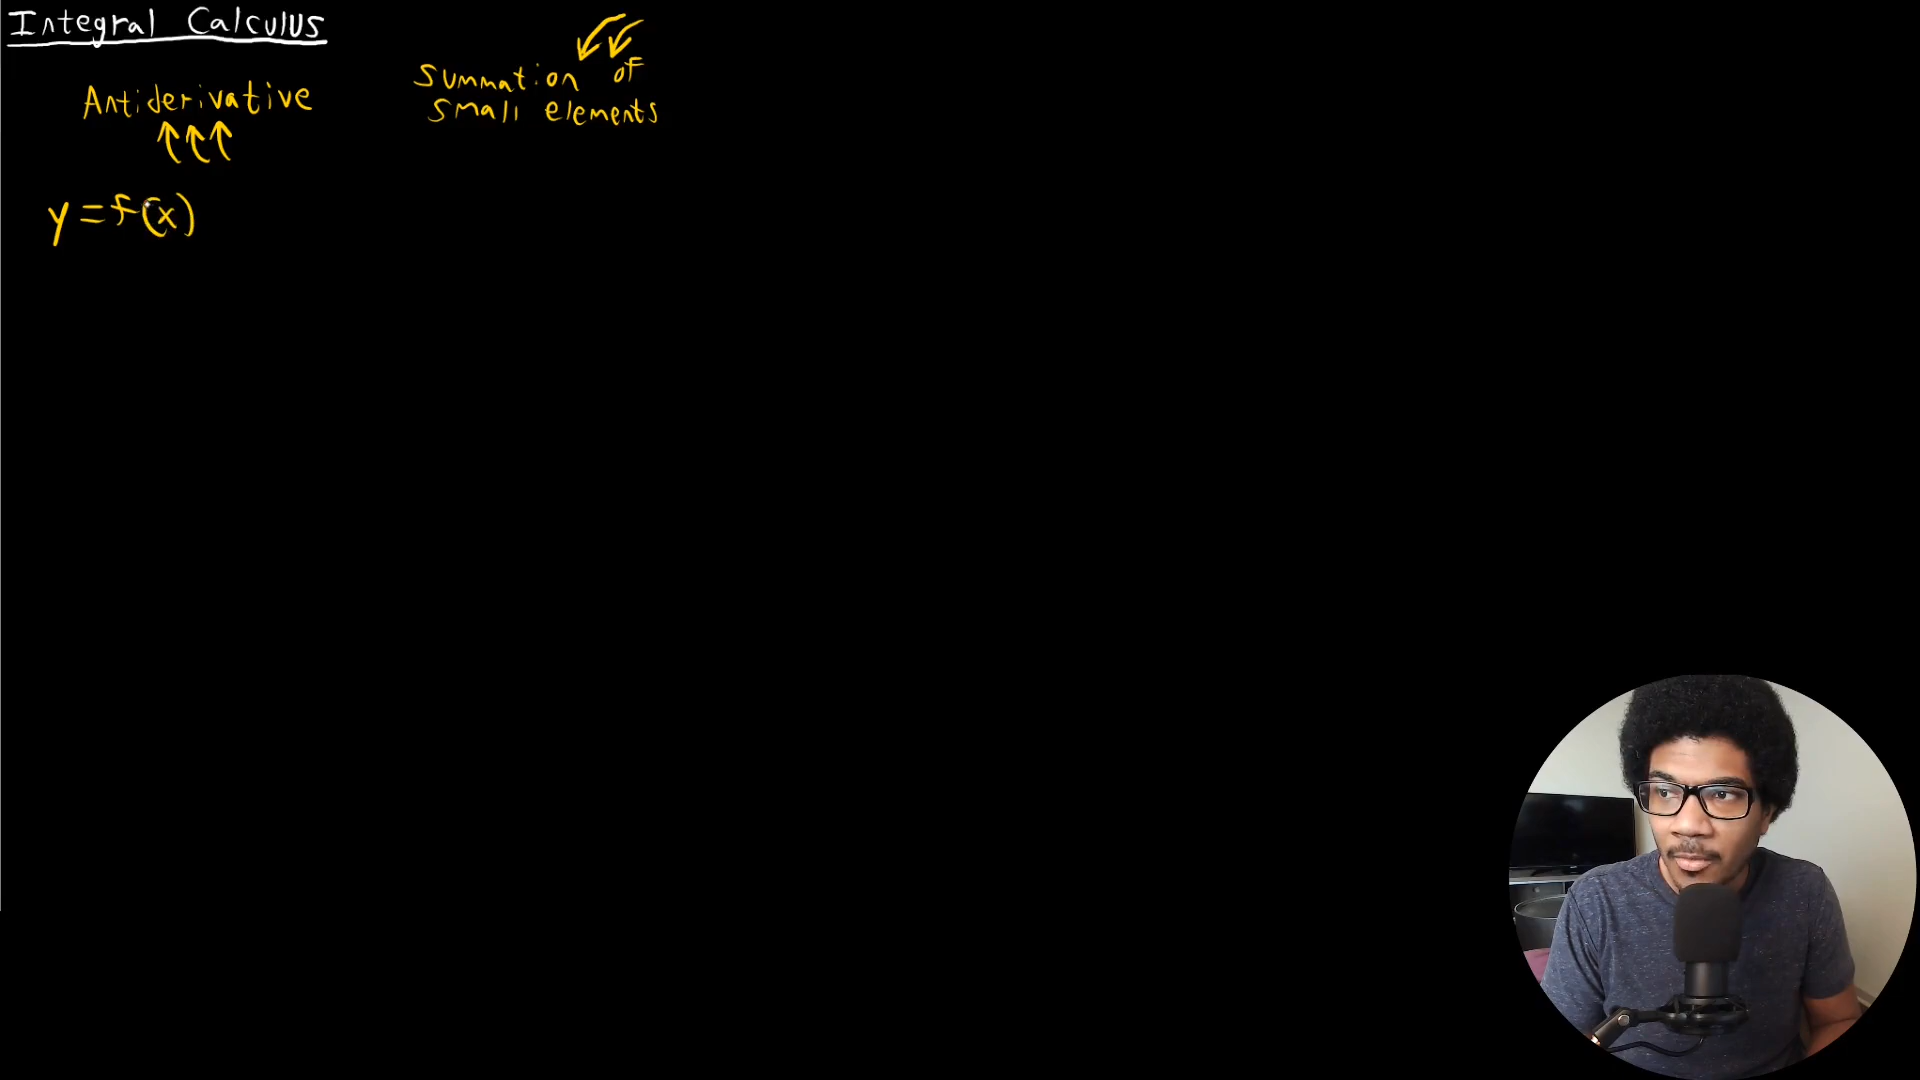 Integral Calculus
Antiderivative
Summation of
small elements
y = f(x)